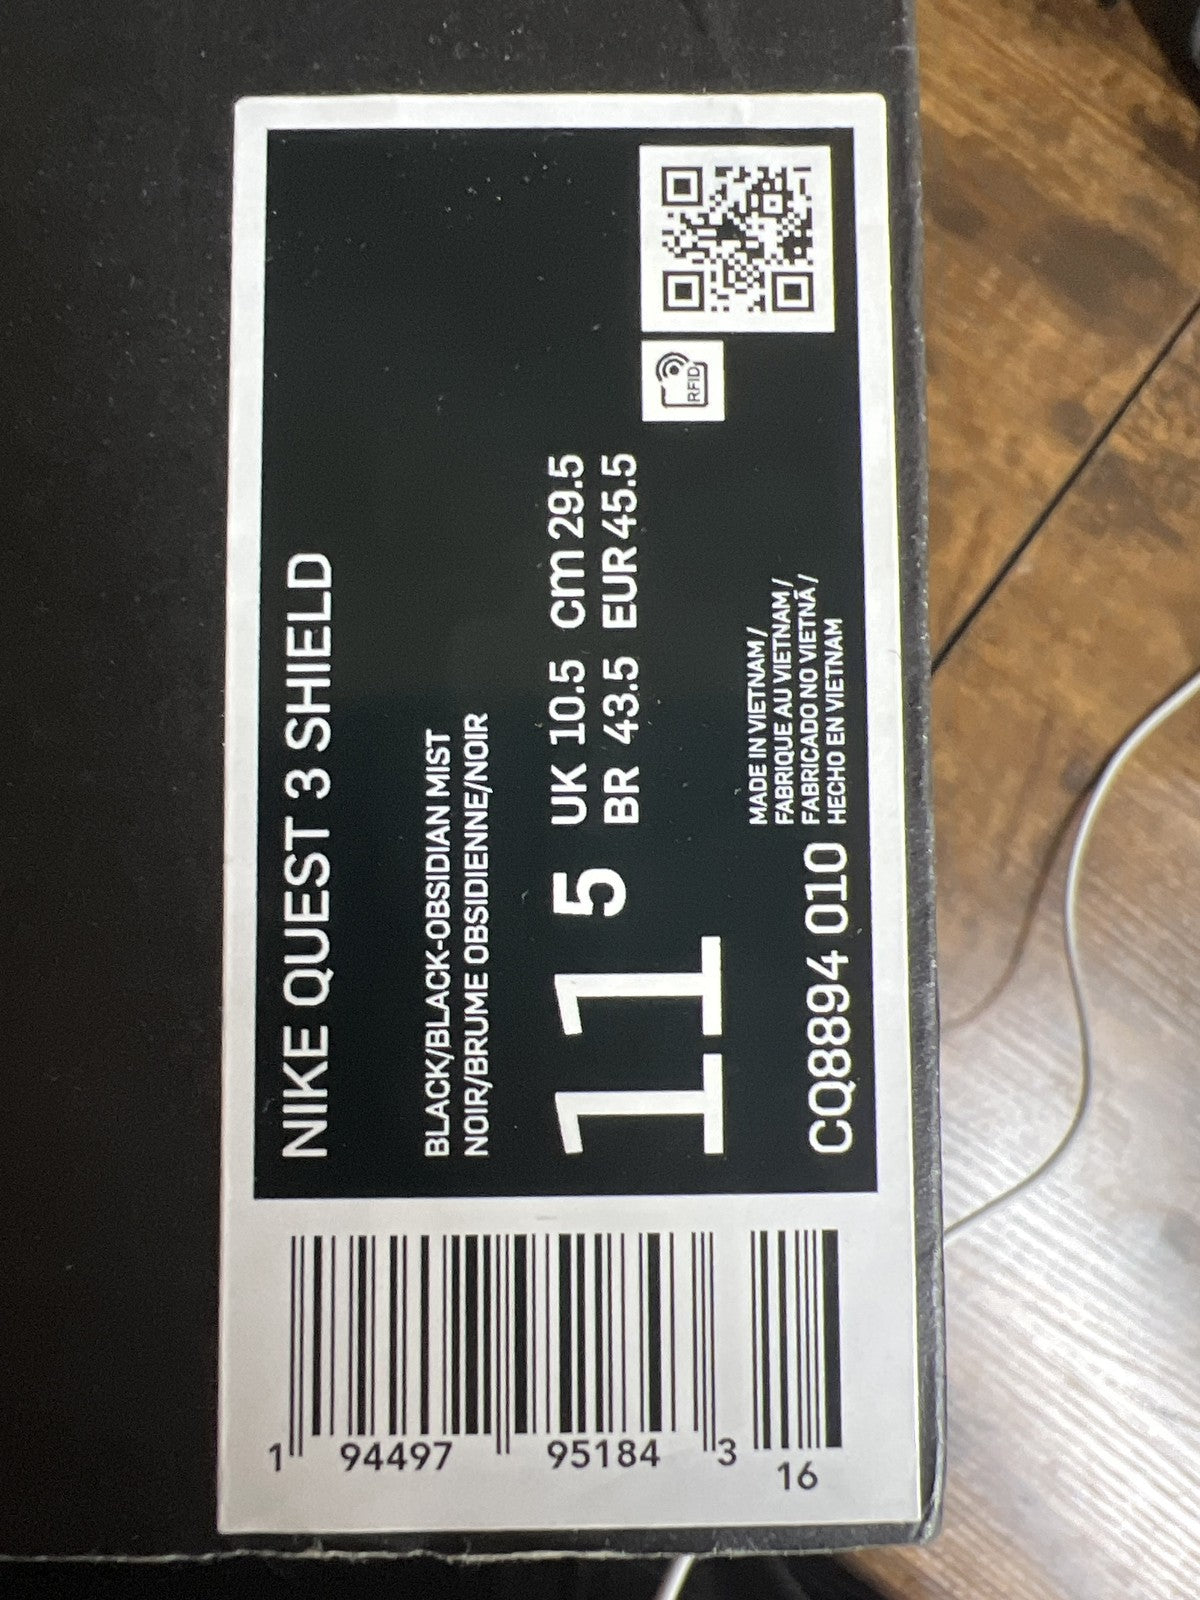 NIKE QUEST 3 SHIELD
BLACK/BLACK-OBSIDIAN MIST
NOIR/BRUME OBSIDIENNE/NOIR
11 5
UK 10.5 cm 29.5
BR 43.5 EUR 45.5
RFID
CQ8894 010
MADE IN VIETNAM /
FABRIQUE AU VIETNAM /
FABRICADO NO VIETNÃ /
HECHO EN VIETNAM
1 94497 95184 3
16